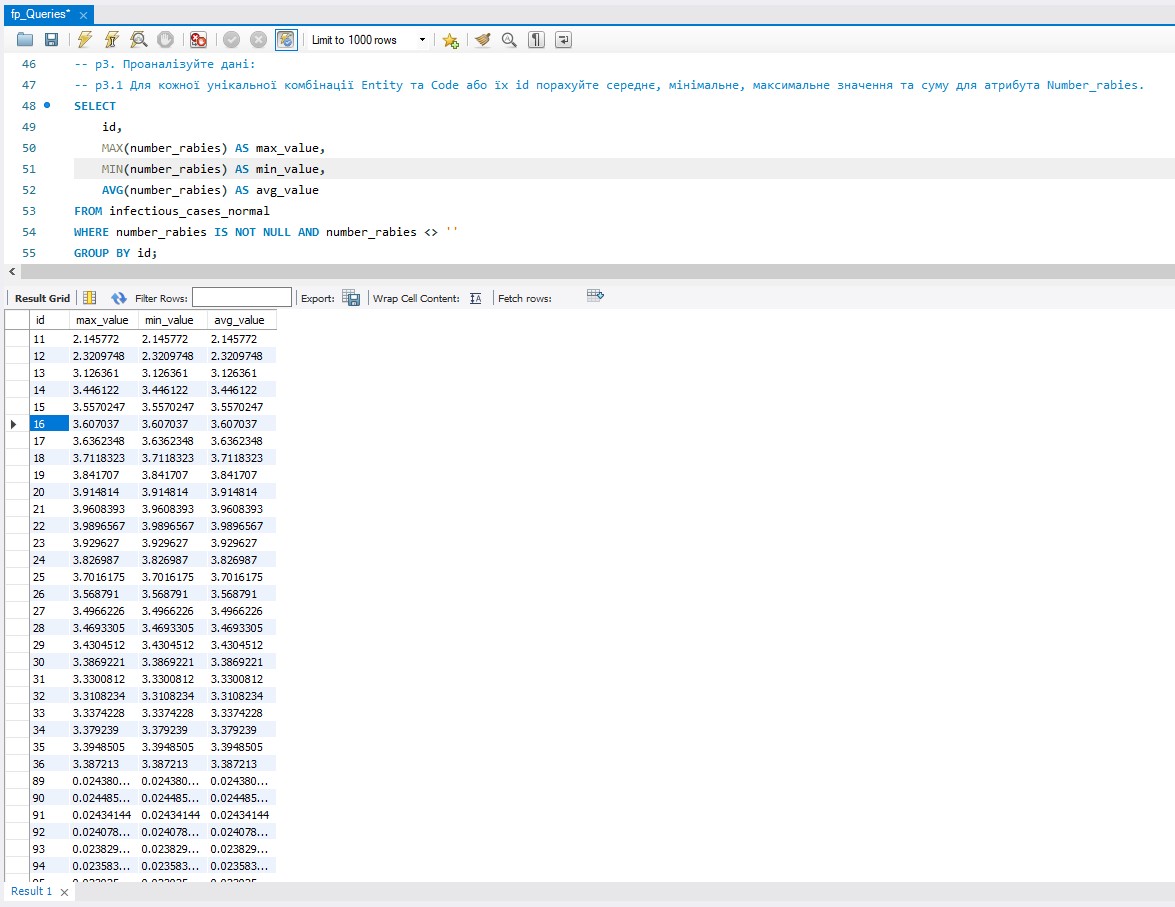 fp_Queries*
Limit to 1000 rows
46 -- p3. Проаналізуйте дані:
47 -- p3.1 Для кожної унікальної комбінації Entity та Code або їх id порахуйте середнє, мінімальне, максимальне значення та суму для атрибута Number_rabies.
48 SELECT
49 id,
50 MAX(number_rabies) AS max_value,
51 MIN(number_rabies) AS min_value,
52 AVG(number_rabies) AS avg_value
53 FROM infectious_cases_normal
54 WHERE number_rabies IS NOT NULL AND number_rabies <> ''
55 GROUP BY id;
Result Grid Filter Rows: Export: Wrap Cell Content: Fetch rows:
id max_value min_value avg_value
11 2.145772 2.145772 2.145772
12 2.3209748 2.3209748 2.3209748
13 3.126361 3.126361 3.126361
14 3.446122 3.446122 3.446122
15 3.5570247 3.5570247 3.5570247
16 3.607037 3.607037 3.607037
17 3.6362348 3.6362348 3.6362348
18 3.7118323 3.7118323 3.7118323
19 3.841707 3.841707 3.841707
20 3.914814 3.914814 3.914814
21 3.9608393 3.9608393 3.9608393
22 3.9896567 3.9896567 3.9896567
23 3.929627 3.929627 3.929627
24 3.826987 3.826987 3.826987
25 3.7016175 3.7016175 3.7016175
26 3.568791 3.568791 3.568791
27 3.4966226 3.4966226 3.4966226
28 3.4693305 3.4693305 3.4693305
29 3.4304512 3.4304512 3.4304512
30 3.3869221 3.3869221 3.3869221
31 3.3300812 3.3300812 3.3300812
32 3.3108234 3.3108234 3.3108234
33 3.3374228 3.3374228 3.3374228
34 3.379239 3.379239 3.379239
35 3.3948505 3.3948505 3.3948505
36 3.387213 3.387213 3.387213
89 0.024380... 0.024380... 0.024380...
90 0.024485... 0.024485... 0.024485...
91 0.02434144 0.02434144 0.02434144
92 0.024078... 0.024078... 0.024078...
93 0.023829... 0.023829... 0.023829...
94 0.023583... 0.023583... 0.023583...
Result 1